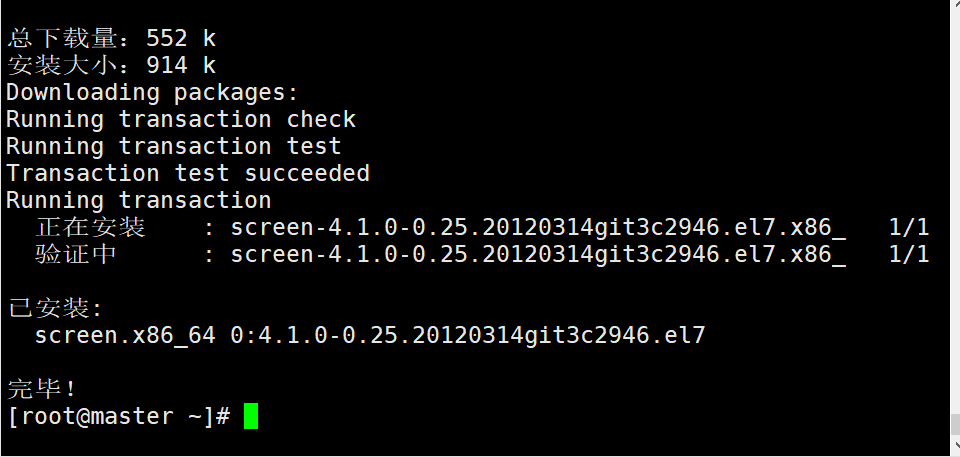 总下载量：552 k
安装大小：914 k
Downloading packages:
Running transaction check
Running transaction test
Transaction test succeeded
Running transaction
  正在安装    : screen-4.1.0-0.25.20120314git3c2946.el7.x86_   1/1
  验证中      : screen-4.1.0-0.25.20120314git3c2946.el7.x86_   1/1
已安装:
  screen.x86_64 0:4.1.0-0.25.20120314git3c2946.el7
完毕！
[root@master ~]#